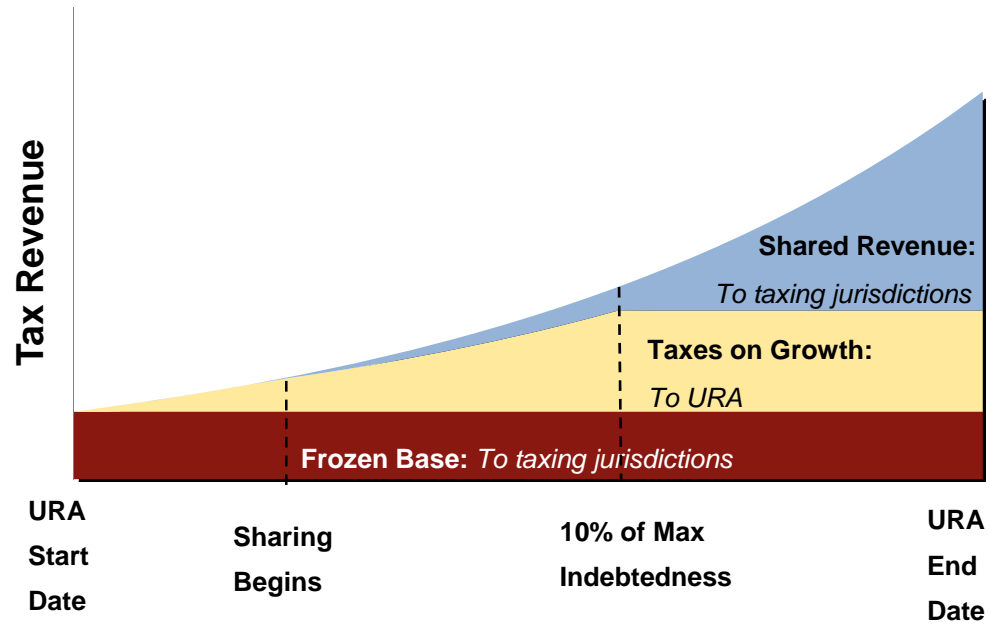 Tax Revenue
Shared Revenue:
To taxing jurisdictions
Taxes on Growth:
To URA
Frozen Base: To taxing jurisdictions
URA
Start
Date
Sharing
Begins
10% of Max
Indebtedness
URA
End
Date